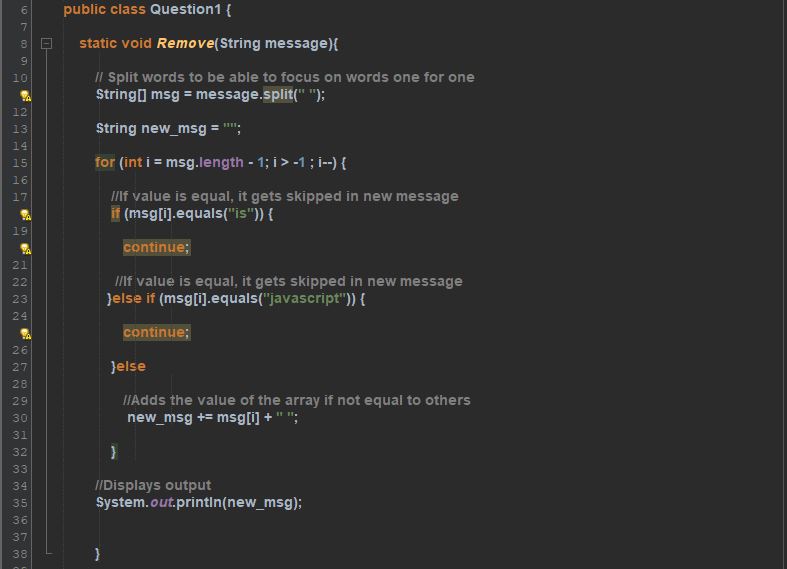 6 public class Question1 {
7
8 static void Remove(String message){
9
10 // Split words to be able to focus on words one for one
String[] msg = message.split(" ");
12
13 String new_msg = "";
14
15 for (int i = msg.length - 1; i > -1 ; i--) {
16
17 //If value is equal, it gets skipped in new message
if (msg[i].equals("is")) {
19
continue;
21
22 //If value is equal, it gets skipped in new message
23 }else if (msg[i].equals("javascript")) {
24
continue;
26
27 }else
28
29 //Adds the value of the array if not equal to others
30 new_msg += msg[i] + " ";
31
32 }
33
34 //Displays output
35 System.out.println(new_msg);
36
37
38 }